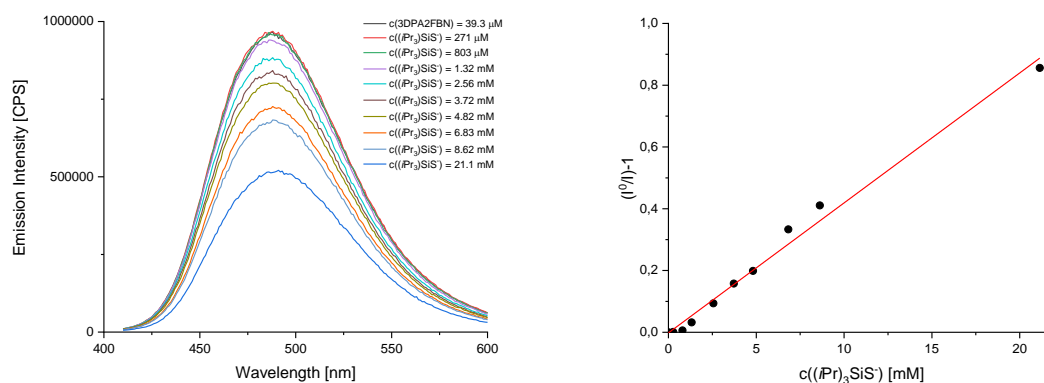 1000000
500000
0
400
450
500
550
600
Emission Intensity [CPS]
Wavelength [nm]
c(3DPA2FBN) = 39.3 μM
c((iPr₃)SiS⁻) = 271 μM
c((iPr₃)SiS⁻) = 803 μM
c((iPr₃)SiS⁻) = 1.32 mM
c((iPr₃)SiS⁻) = 2.56 mM
c((iPr₃)SiS⁻) = 3.72 mM
c((iPr₃)SiS⁻) = 4.82 mM
c((iPr₃)SiS⁻) = 6.83 mM
c((iPr₃)SiS⁻) = 8.62 mM
c((iPr₃)SiS⁻) = 21.1 mM
1,0
0,8
0,6
0,4
0,2
0,0
0
5
10
15
20
(I⁰/I)-1
c((iPr)₃SiS⁻) [mM]